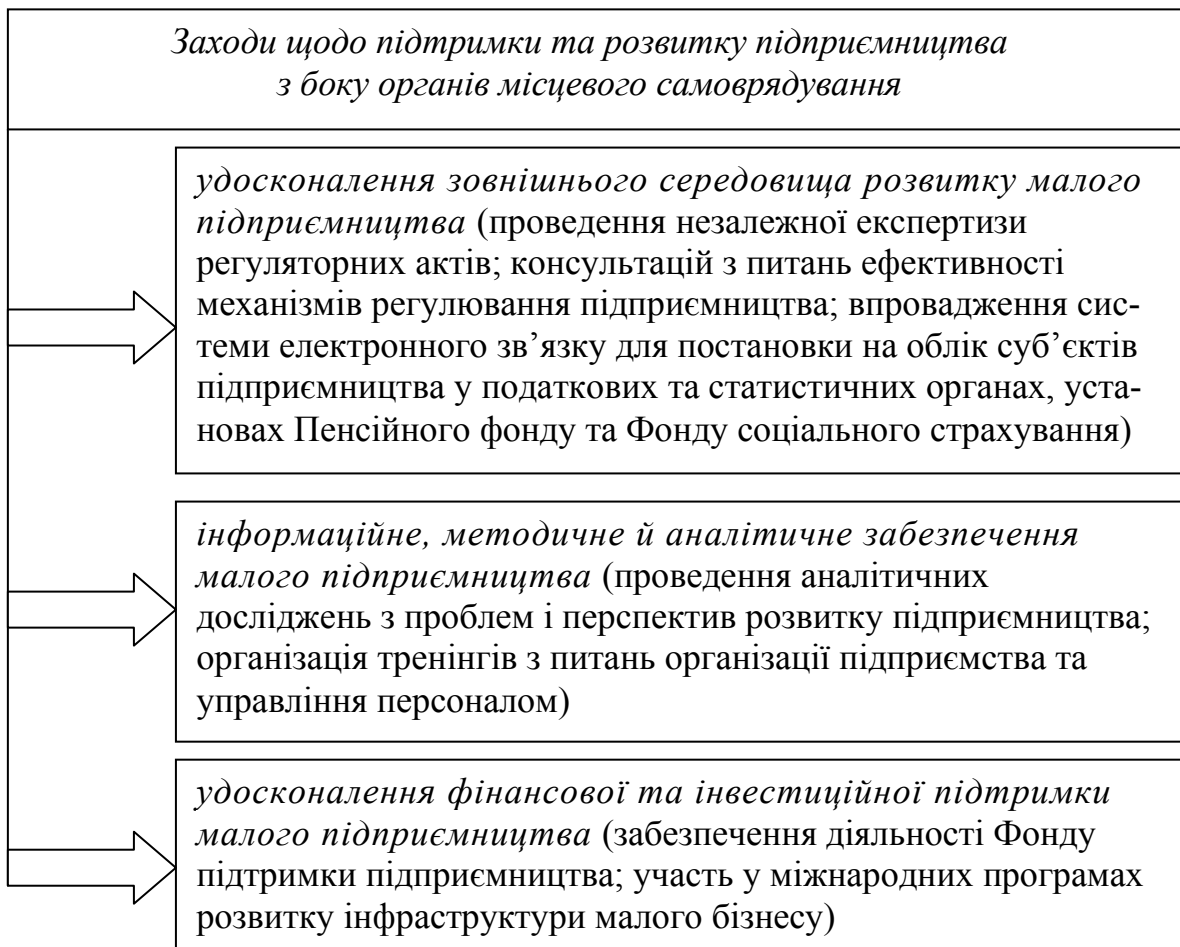 Заходи щодо підтримки та розвитку підприємництва
з боку органів місцевого самоврядування
удосконалення зовнішнього середовища розвитку малого
підприємництва (проведення незалежної експертизи
регуляторних актів; консультацій з питань ефективності
механізмів регулювання підприємництва; впровадження сис-
теми електронного зв’язку для постановки на облік суб’єктів
підприємництва у податкових та статистичних органах, уста-
новах Пенсійного фонду та Фонду соціального страхування)
інформаційне, методичне й аналітичне забезпечення
малого підприємництва (проведення аналітичних
досліджень з проблем і перспектив розвитку підприємництва;
організація тренінгів з питань організації підприємства та
управління персоналом)
удосконалення фінансової та інвестиційної підтримки
малого підприємництва (забезпечення діяльності Фонду
підтримки підприємництва; участь у міжнародних програмах
розвитку інфраструктури малого бізнесу)